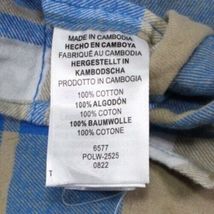 MADE IN CAMBODIA
HECHO EN CAMBOYA
FABRIQUÉ AU CAMBODGE
HERGESTELLT IN
KAMBODSCHA
PRODOTTO IN CAMBOGIA
100% COTTON
100% ALGODÓN
100% COTON
100% BAUMWOLLE
100% COTONE
6577
POLW-2525
0822
T